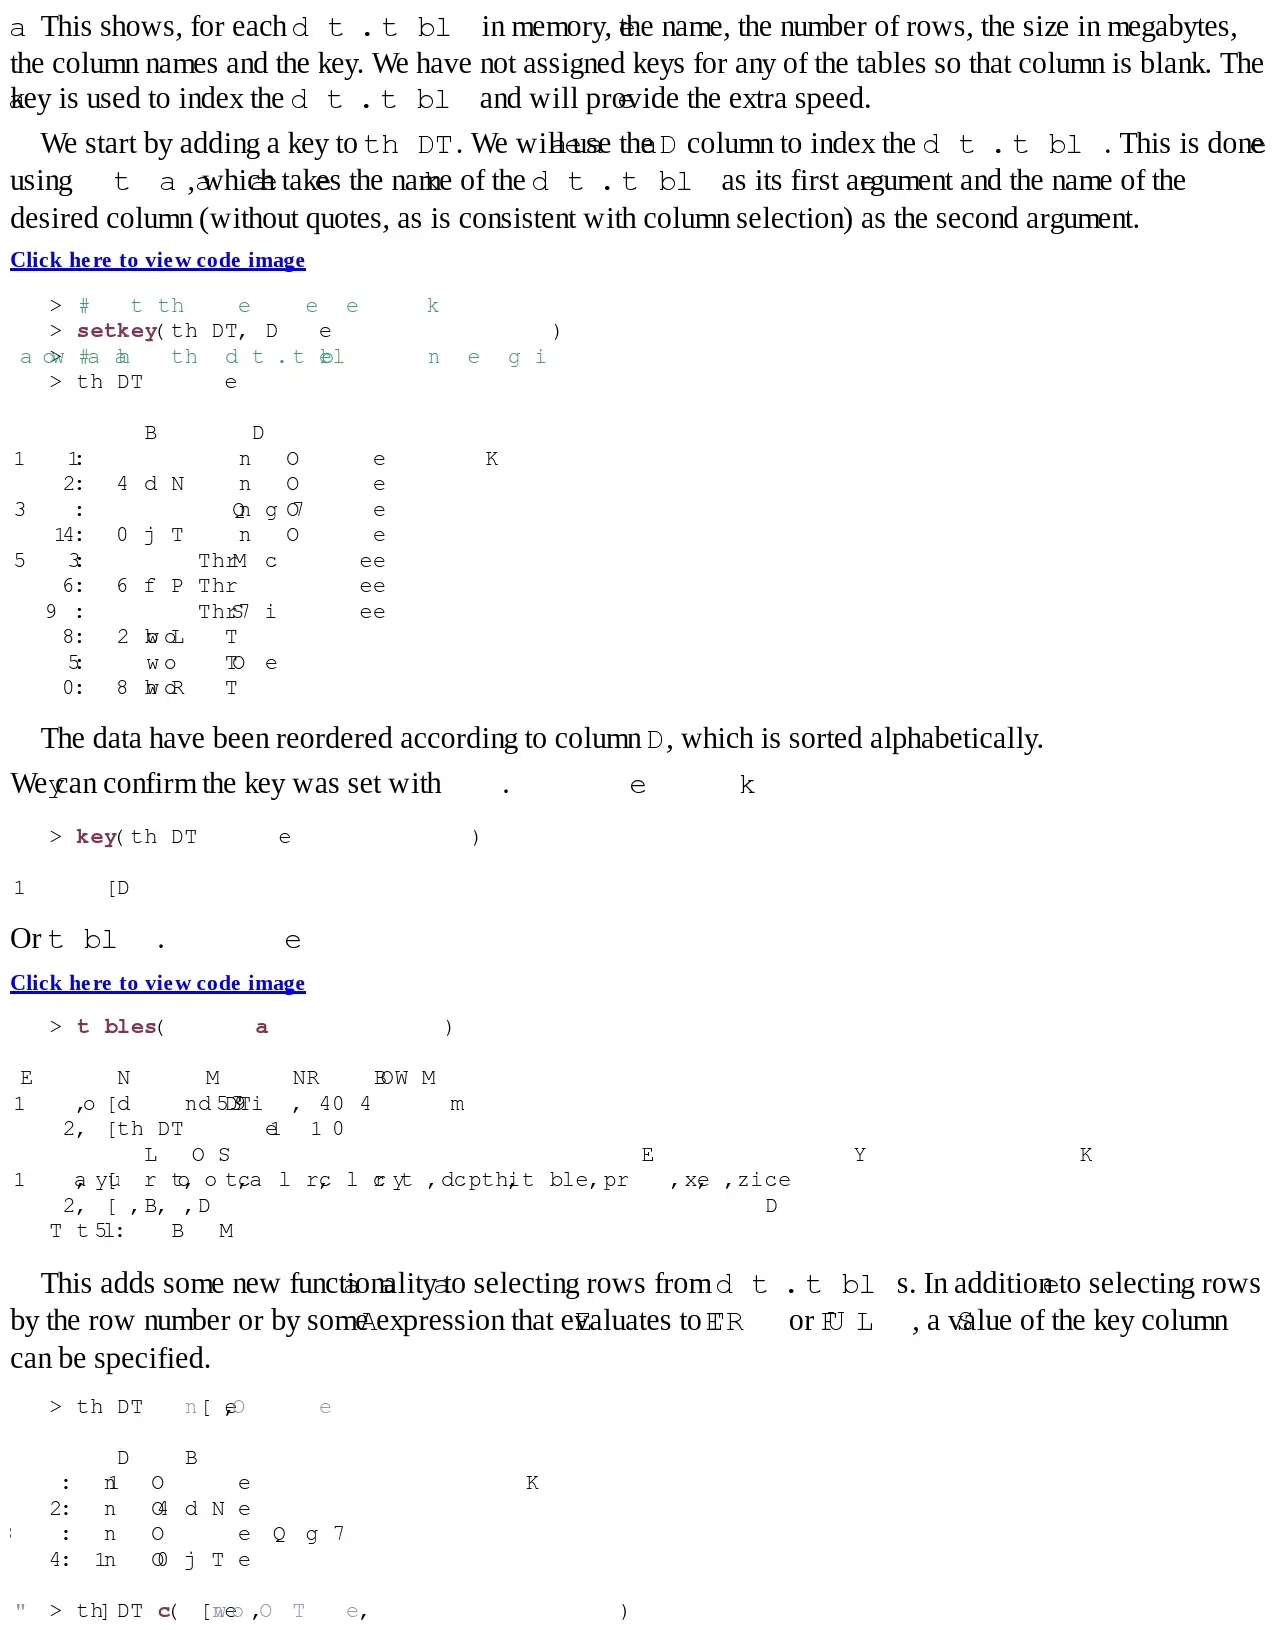 This shows, for each d t . t bl in memory, the name, the number of rows, the size in megabytes,
the column names and the key. We have not assigned keys for any of the tables so that column is blank. The
key is used to index the d t . t bl and will provide the extra speed.
We start by adding a key to th DT. We will use the D column to index the d t . t bl . This is done
using t a , which takes the name of the d t . t bl as its first argument and the name of the
desired column (without quotes, as is consistent with column selection) as the second argument.
Click here to view code image
> # t th e e e k
> setkey( th DT, D e )
> # th d t . t bl n e g i
> th DT e
B D
1 1: n O e K
2: 4 d N n O e
3 : n O Q g 7 e
14: 0 j T n O e
5 3: Thr M c ee
6: 6 f P Thr ee
9 : Thr S 7 i ee
8: 2 b L wo T
5: wo T O e
0: 8 h R wo T
The data have been reordered according to column D, which is sorted alphabetically.
We can confirm the key was set with . e k
> key( th DT e )
1 [D
Or t bl . e
Click here to view code image
> t bles( a )
E N M NR OW B M
1 , [ d nd DTi , 40 4 m
2, [th DT e 1 1 0
L O S E Y K
2, [ , B, , D D
T t 5l: B M
This adds some new functionality to selecting rows from d t . t bl s. In addition to selecting rows
by the row number or by some expression that evaluates to TR or F L , a value of the key column
can be specified.
> th DT n [ , O e
D B
: n 1 O e K
2: n O 4 d N e
: n O e Q g 7
4: 1n O 0 j T e
" > th] DT c( [ne wo , O T e, )